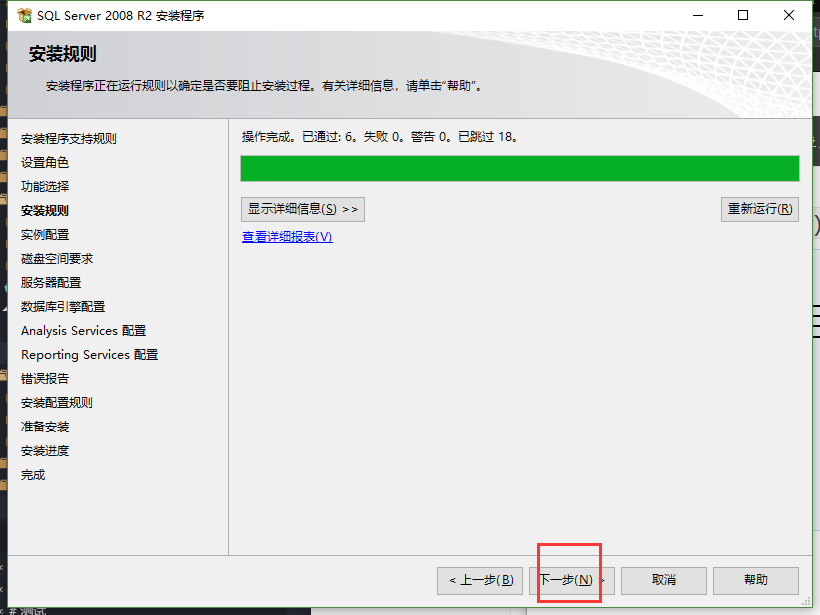 SQL Server 2008 R2 安装程序
安装规则
安装程序正在运行规则以确定是否要阻止安装过程。有关详细信息，请单击“帮助”。
安装程序支持规则
设置角色
功能选择
安装规则
实例配置
磁盘空间要求
服务器配置
数据库引擎配置
Analysis Services 配置
Reporting Services 配置
错误报告
安装配置规则
准备安装
安装进度
完成
操作完成。已通过: 6。失败 0。警告 0。已跳过 18。
显示详细信息(S) >>
重新运行(R)
查看详细报表(V)
< 上一步(B)
下一步(N) >
取消
帮助
# 测试